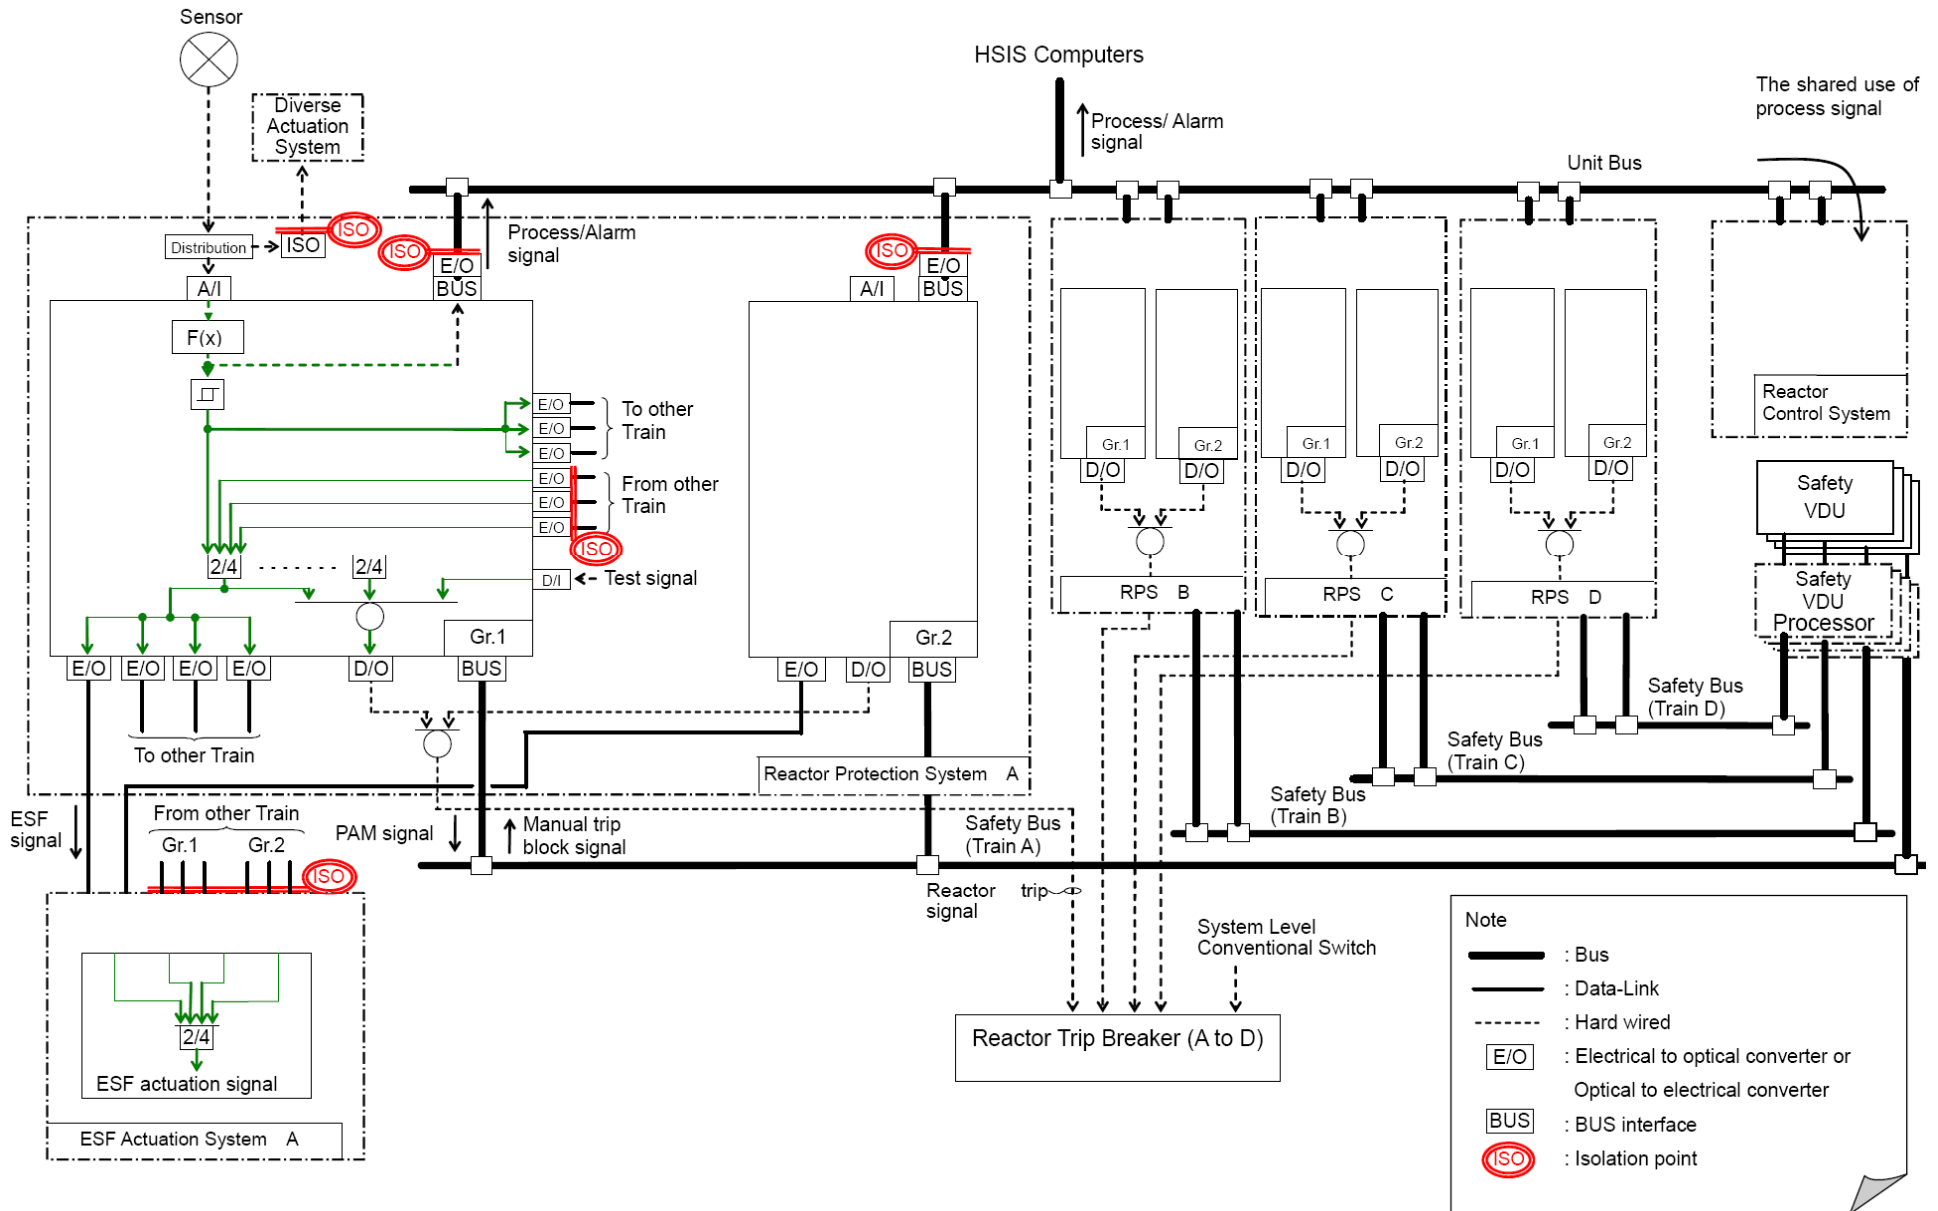 Sensor
HSIS Computers
The shared use of
process signal
Diverse
Actuation
System
Process/ Alarm
signal
Unit Bus
Distribution
ISO
ISO
ISO
Process/Alarm
signal
ISO
E/O
BUS
E/O
BUS
A/I
A/I
F(x)
Reactor
Control System
E/O
E/O
E/O
To other
Train
E/O
E/O
E/O
From other
Train
ISO
Gr.1
Gr.2
Gr.1
Gr.2
Gr.1
Gr.2
D/O
D/O
D/O
D/O
D/O
D/O
Safety
VDU
2/4
.......
2/4
D/I
Test signal
RPS B
RPS C
RPS D
Safety
VDU
Processor
Gr.1
Gr.2
E/O
E/O
E/O
E/O
D/O
BUS
E/O
D/O
BUS
To other Train
Safety Bus
(Train D)
Safety Bus
(Train C)
Safety Bus
(Train B)
Safety Bus
(Train A)
Reactor Protection System A
ESF
signal
From other Train
Gr.1
Gr.2
ISO
PAM signal
Manual trip
block signal
Reactor trip
signal
System Level
Conventional Switch
Reactor Trip Breaker (A to D)
2/4
ESF actuation signal
ESF Actuation System A
Note
: Bus
: Data-Link
: Hard wired
E/O : Electrical to optical converter or
Optical to electrical converter
BUS : BUS interface
ISO : Isolation point